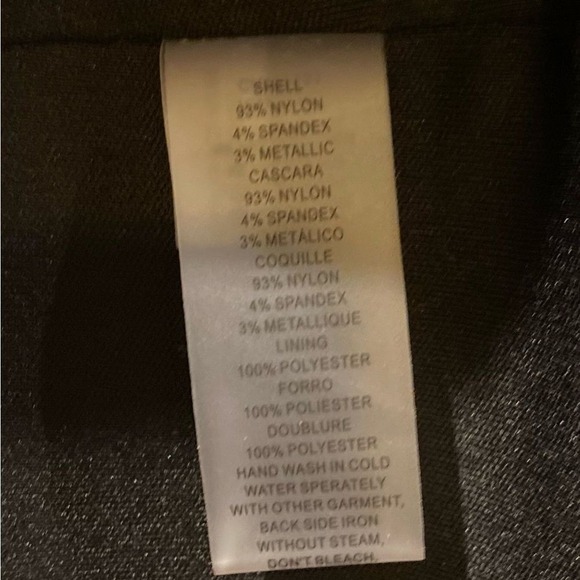 SHELL
93% NYLON
4% SPANDEX
3% METALLIC
CASCARA
93% NYLON
4% SPANDEX
3% METÁLICO
COQUILLE
93% NYLON
4% SPANDEX
3% METALLIQUE
LINING
100% POLYESTER
FORRO
100% POLIESTER
DOUBLURE
100% POLYESTER
HAND WASH IN COLD
WATER SPERATELY
WITH OTHER GARMENT,
BACK SIDE IRON
WITHOUT STEAM,
DON'T BLEACH.